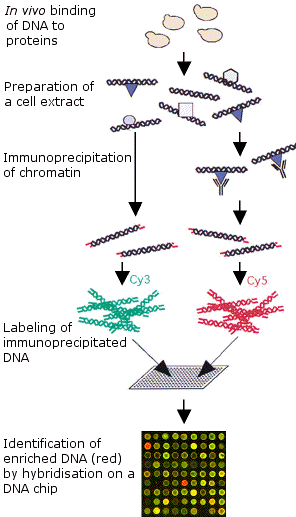 In vivo binding
of DNA to
proteins
Preparation of
a cell extract
Immunoprecipitation
of chromatin
Cy3
Cy5
Labeling of
immunoprecipitated
DNA
Identification of
enriched DNA (red)
by hybridisation on a
DNA chip